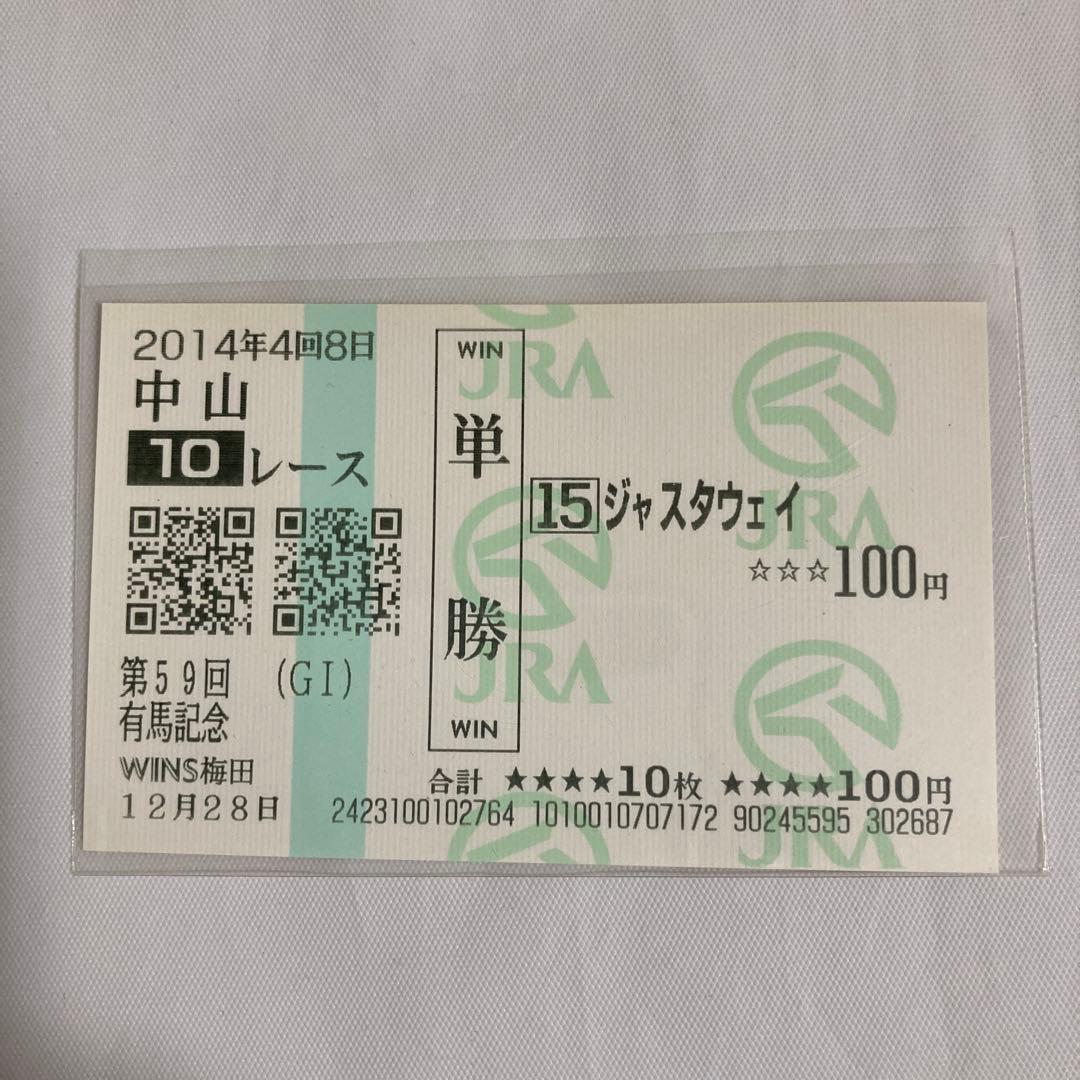 2014年4回8日
中山
10レース
第59回 (GI)
有馬記念
WINS梅田
12月28日
WIN
単勝
WIN
15ジャスタウェイ
☆☆☆100円
合計 ★★★★10枚 ★★★★100円
2423100102764 1010010707172 90245595 302687
JRA
JRA
JRA
JRA